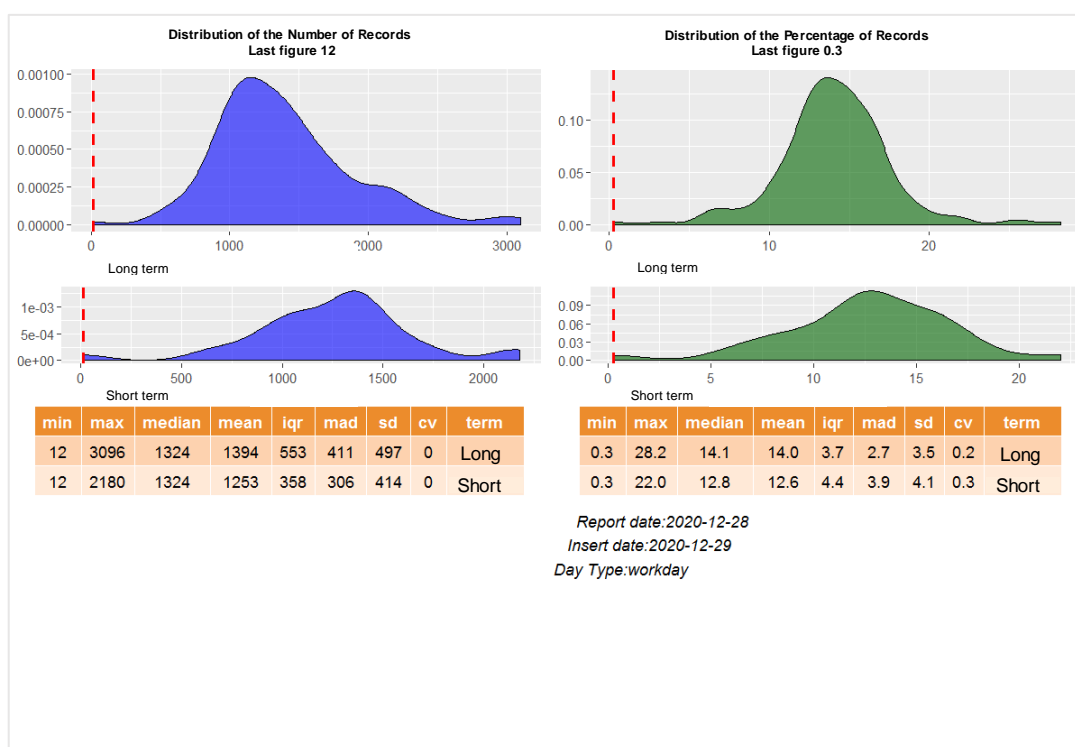 Distribution of the Number of Records
Last figure 12
0.00100
0.00075
0.00050
0.00025
0.00000
0 1000 2000 3000
Long term
1e-03
5e-04
0e+00
0 500 1000 1500 2000
Short term
min max median mean iqr mad sd cv term
12 3096 1324 1394 553 411 497 0 Long
12 2180 1324 1253 358 306 414 0 Short
Distribution of the Percentage of Records
Last figure 0.3
0.10
0.05
0.00
0 10 20
Long term
0.09
0.06
0.03
0.00
0 5 10 15 20
Short term
min max median mean iqr mad sd cv term
0.3 28.2 14.1 14.0 3.7 2.7 3.5 0.2 Long
0.3 22.0 12.8 12.6 4.4 3.9 4.1 0.3 Short
Report date:2020-12-28
Insert date:2020-12-29
Day Type:workday